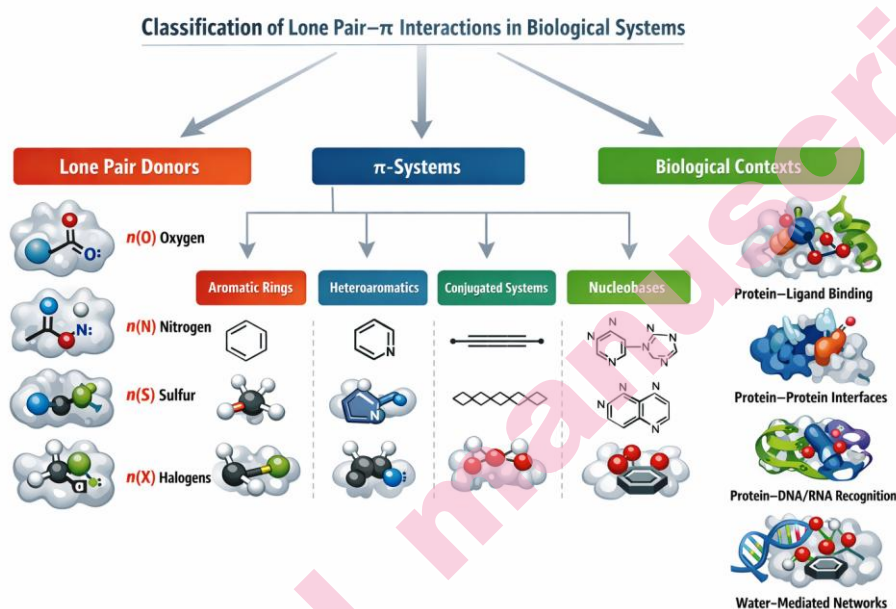 Classification of Lone Pair–π Interactions in Biological Systems
Lone Pair Donors
π-Systems
Biological Contexts
n(O) Oxygen
O:
n(N) Nitrogen
N:
n(S) Sulfur
n(X) Halogens
Aromatic Rings
Heteroaromatics
Conjugated Systems
Nucleobases
N
N
N
N
N
N
N
N
N
N
N
N
Protein–Ligand Binding
Protein–Protein Interfaces
Protein–DNA/RNA Recognition
Water-Mediated Networks
manuscri